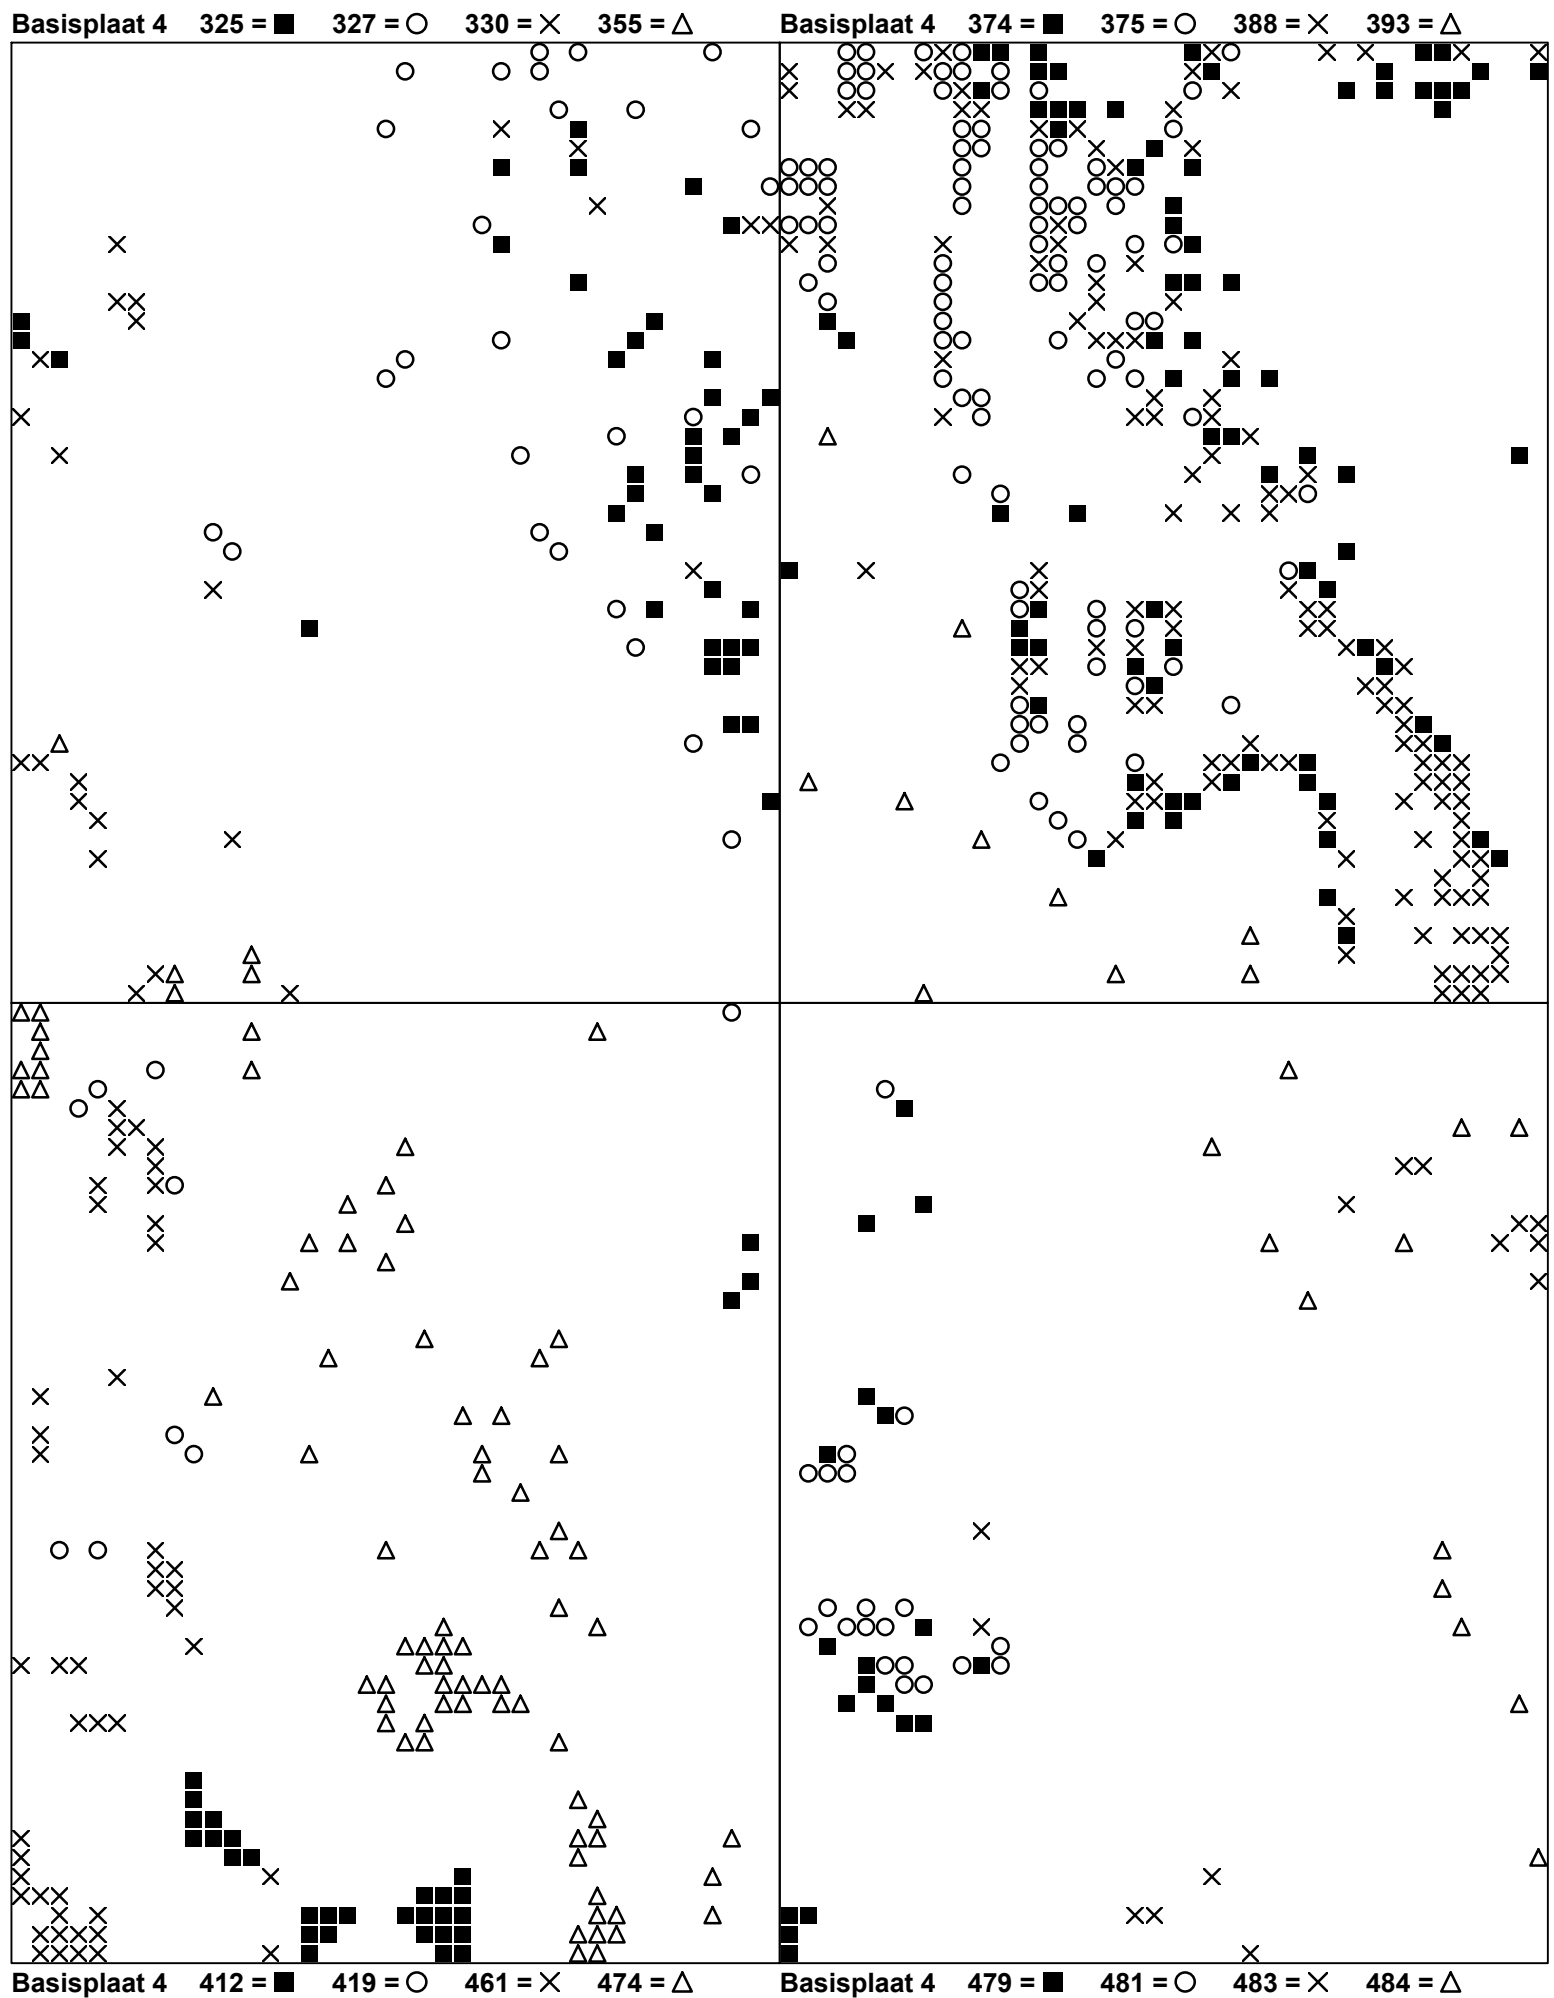 Basisplaat 4 325 = ■ 327 = ○ 330 = × 355 = △
Basisplaat 4 374 = ■ 375 = ○ 388 = × 393 = △
Basisplaat 4 412 = ■ 419 = ○ 461 = × 474 = △
Basisplaat 4 479 = ■ 481 = ○ 483 = × 484 = △